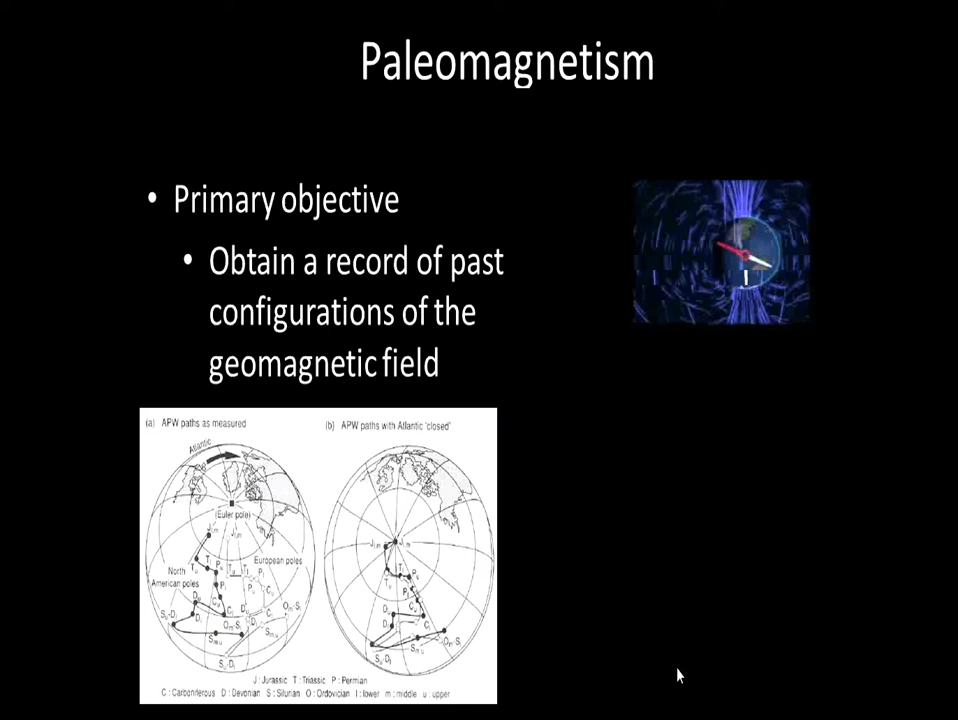 Paleomagnetism
• Primary objective
• Obtain a record of past
configurations of the
geomagnetic field
(a) APW paths as measured
(b) APW paths with Atlantic 'closed'
Atlantic
(Euler pole)
European poles
North
American poles
J : Jurassic T : Triassic P : Permian
C : Carboniferous D : Devonian S : Silurian O : Ordovician l : lower m : middle u : upper